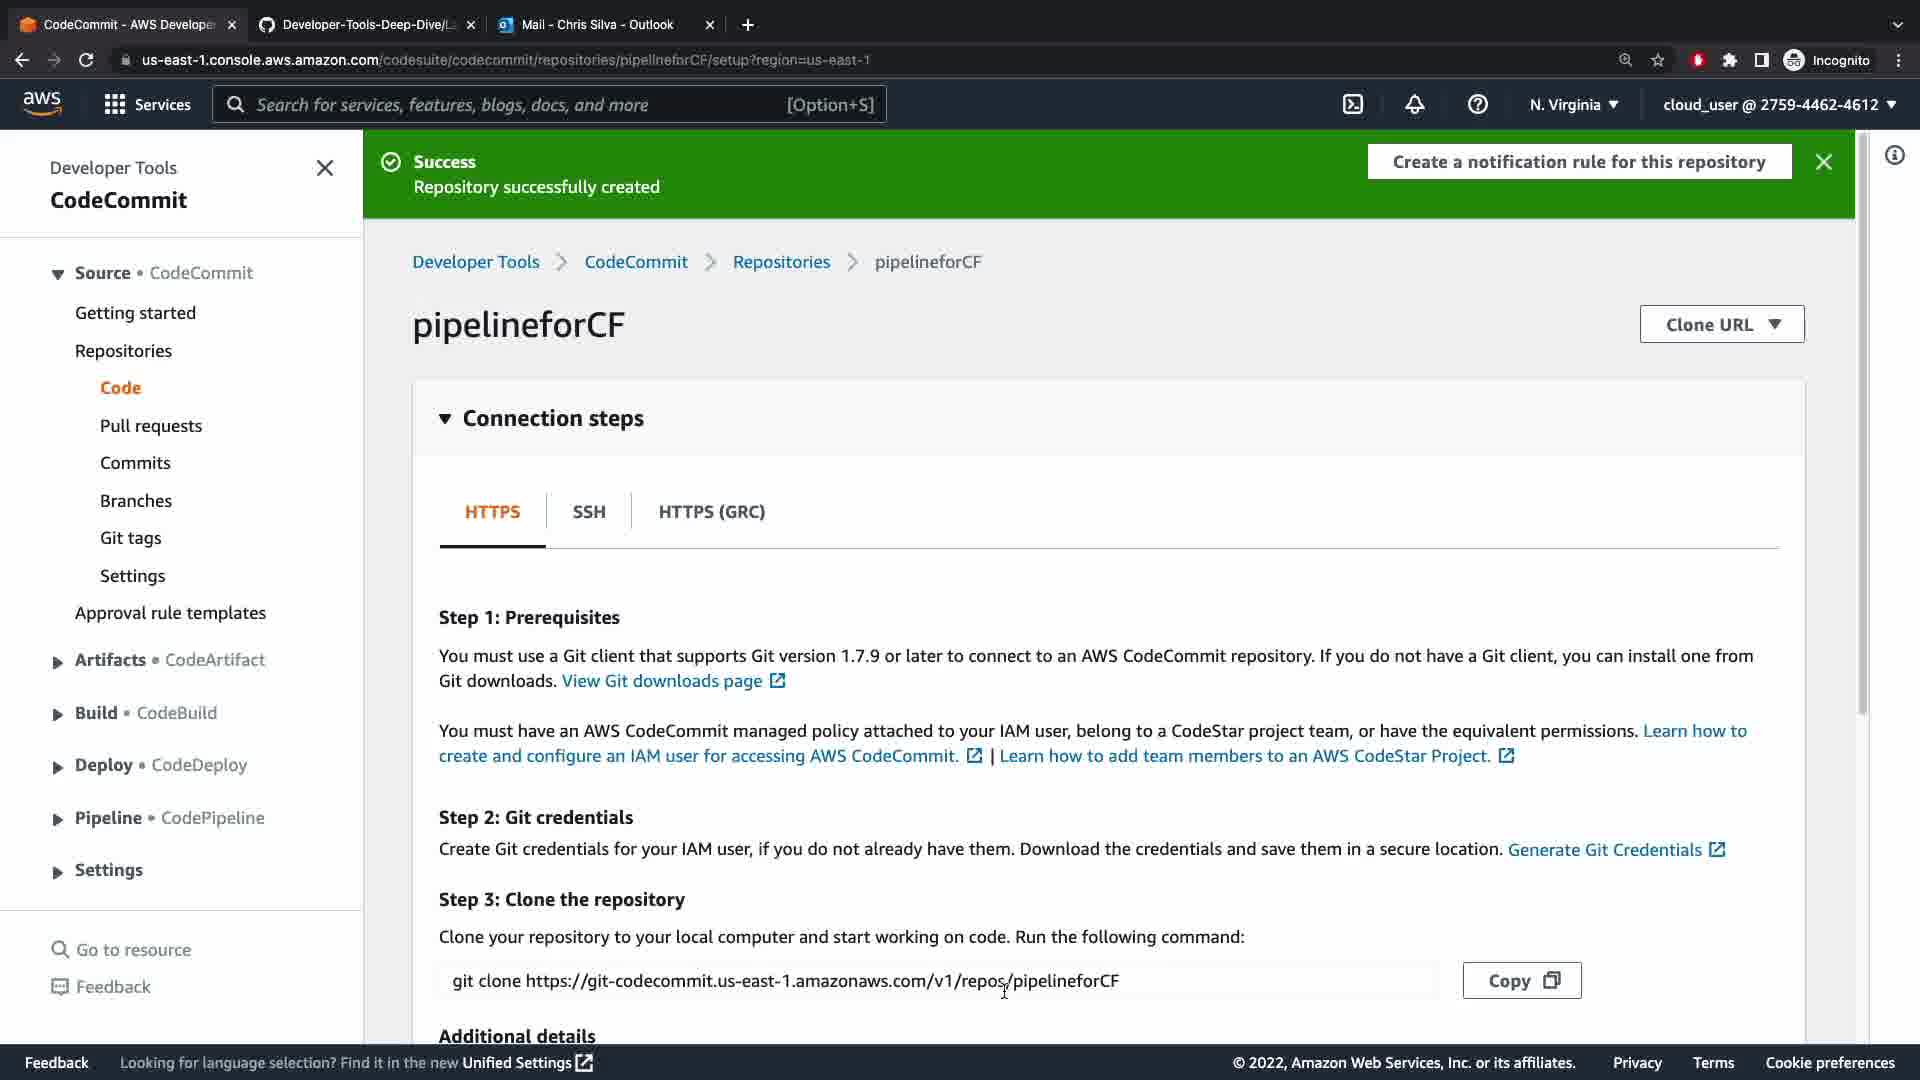 CodeCommit - AWS Developer
Developer-Tools-Deep-Dive/L
Mail - Chris Silva - Outlook
us-east-1.console.aws.amazon.com/codesuite/codecommit/repositories/pipelineforCF/setup?region=us-east-1
Incognito
aws
Services
Search for services, features, blogs, docs, and more
[Option+S]
N. Virginia
cloud_user @ 2759-4462-4612
Developer Tools
CodeCommit
Source • CodeCommit
Getting started
Repositories
Code
Pull requests
Commits
Branches
Git tags
Settings
Approval rule templates
Artifacts • CodeArtifact
Build • CodeBuild
Deploy • CodeDeploy
Pipeline • CodePipeline
Settings
Go to resource
Feedback
Success
Repository successfully created
Create a notification rule for this repository
Developer Tools > CodeCommit > Repositories > pipelineforCF
pipelineforCF
Clone URL
Connection steps
HTTPS
SSH
HTTPS (GRC)
Step 1: Prerequisites
You must use a Git client that supports Git version 1.7.9 or later to connect to an AWS CodeCommit repository. If you do not have a Git client, you can install one from
Git downloads. View Git downloads page
You must have an AWS CodeCommit managed policy attached to your IAM user, belong to a CodeStar project team, or have the equivalent permissions. Learn how to
create and configure an IAM user for accessing AWS CodeCommit. | Learn how to add team members to an AWS CodeStar Project.
Step 2: Git credentials
Create Git credentials for your IAM user, if you do not already have them. Download the credentials and save them in a secure location. Generate Git Credentials
Step 3: Clone the repository
Clone your repository to your local computer and start working on code. Run the following command:
git clone https://git-codecommit.us-east-1.amazonaws.com/v1/repos/pipelineforCF
Copy
Additional details
Feedback
Looking for language selection? Find it in the new Unified Settings
© 2022, Amazon Web Services, Inc. or its affiliates.
Privacy
Terms
Cookie preferences